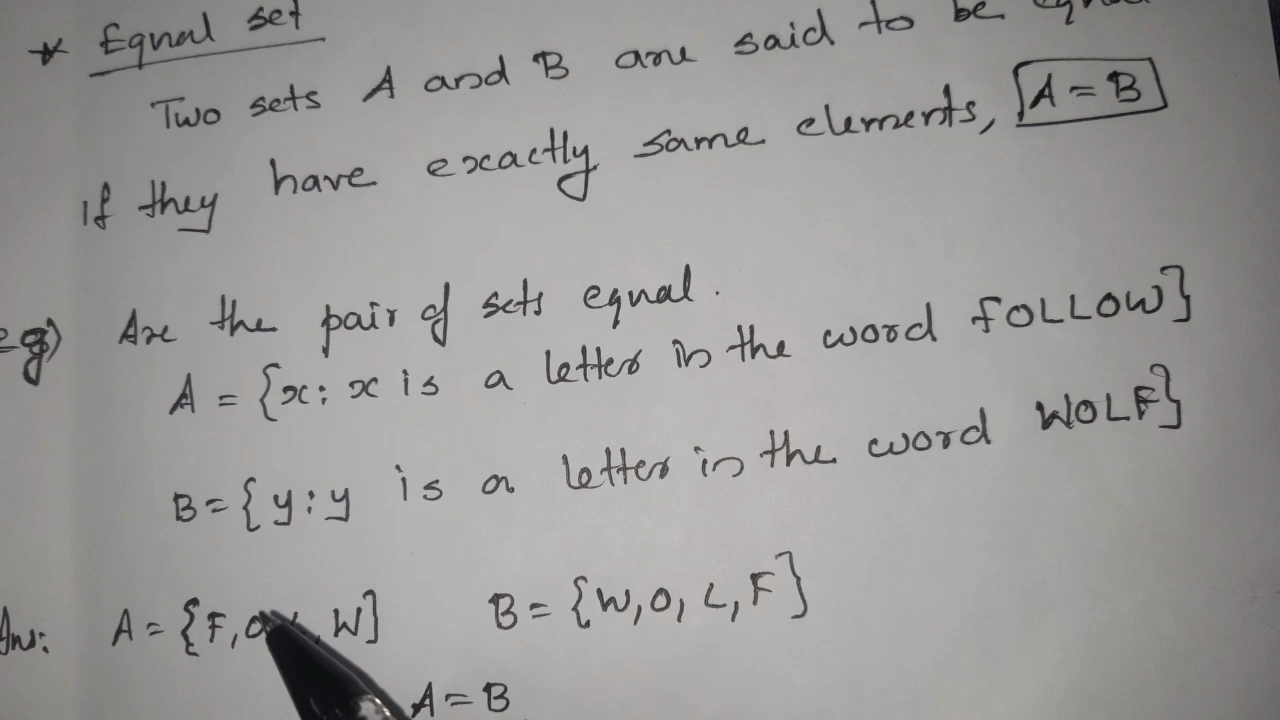 * Equal set
Two sets A and B are said to be
if they have exactly same elements, A = B
eg) Are the pair of sets equal.
A = {x: x is a letter in the word FOLLOW}
B = {y: y is a letter in the word WOLF}
Ans: A = {F, O, W} B = {W, O, L, F}
A = B